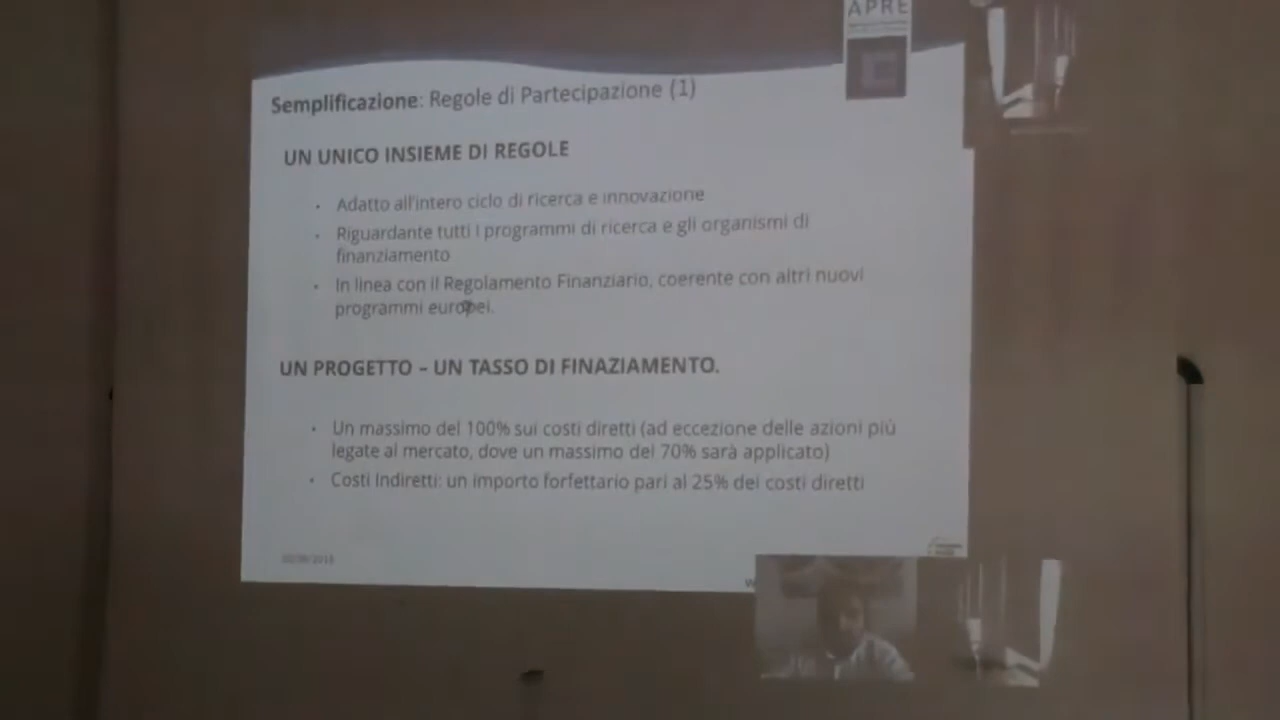 APRE
Semplificazione: Regole di Partecipazione (1)
UN UNICO INSIEME DI REGOLE
• Adatto all'intero ciclo di ricerca e innovazione
• Riguardante tutti i programmi di ricerca e gli organismi di
finanziamento
• In linea con il Regolamento Finanziario, coerente con altri nuovi
programmi europei.
UN PROGETTO – UN TASSO DI FINAZIAMENTO.
• Un massimo del 100% sui costi diretti (ad eccezione delle azioni più
legate al mercato, dove un massimo del 70% sarà applicato)
• Costi Indiretti: un importo forfettario pari al 25% dei costi diretti